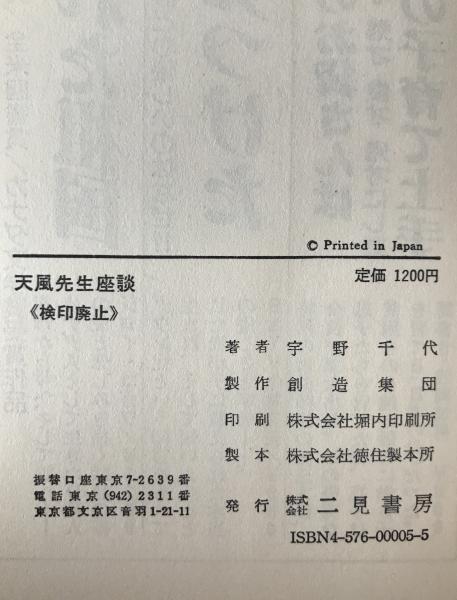 © Printed in Japan
定価 1200円
天風先生座談
《検印廃止》
著者 宇野千代
製作 創造集団
印刷 株式会社堀内印刷所
製本 株式会社徳住製本所
振替口座東京7-2639番
電話東京(942)2311番
東京都文京区音羽1-21-11
発行 株式会社 二見書房
ISBN4-576-00005-5